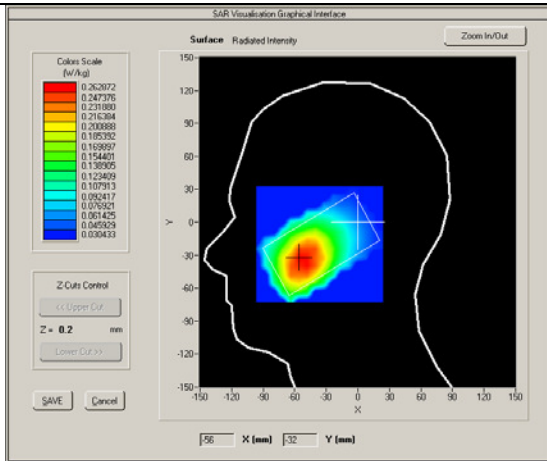 SAR Visualisation Graphical Interface
Surface Radiated Intensity
Zoom In/Out
Colors Scale
(W/kg)
0.262872
0.247376
0.231880
0.216384
0.200888
0.185392
0.169897
0.154401
0.138905
0.123409
0.107913
0.092417
0.076921
0.061425
0.045929
0.030433
Z-Cuts Control
<< Upper Cut
Z = 0.2 mm
Lower Cut >>
SAVE Cancel
150-
120-
90-
60-
30-
Y
0-
-30-
-60-
-90-
-120-
-150-
-150 -120 -90 -60 -30 0 30 60 90 120 150
X
-56 X (mm) -32 Y (mm)